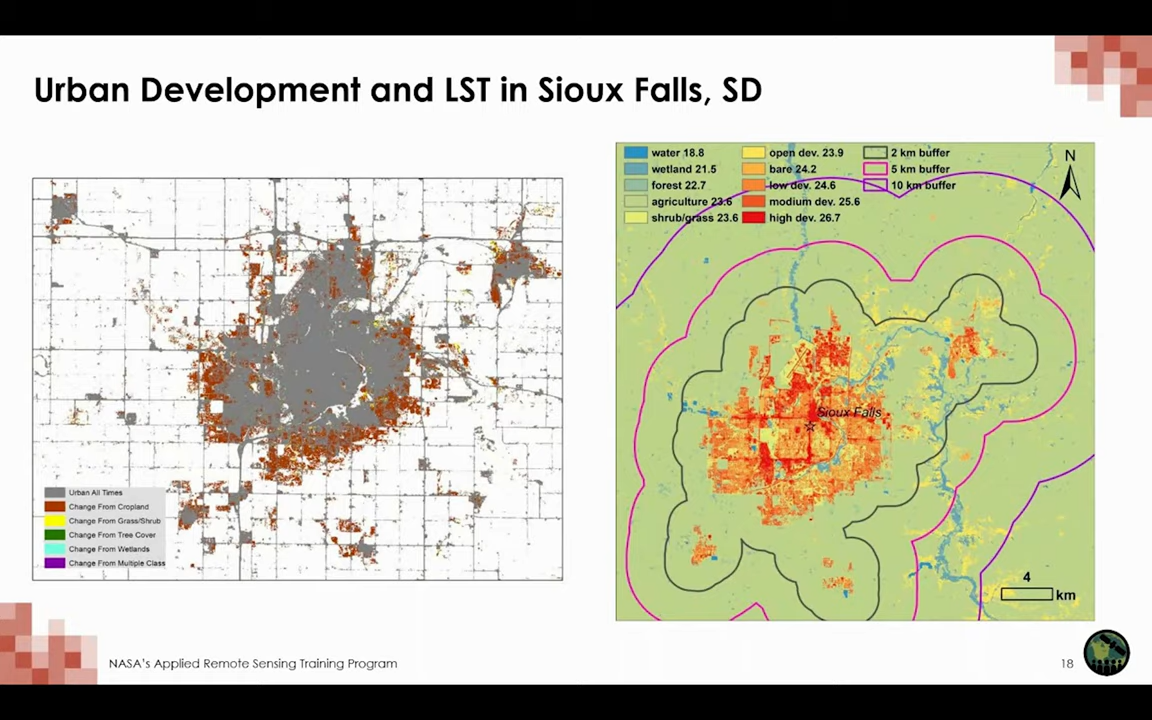 Urban Development and LST in Sioux Falls, SD
Urban All Times
Change From Cropland
Change From Grass/Shrub
Change From Tree Cover
Change From Wetlands
Change From Multiple Class
water 18.8
wetland 21.5
forest 22.7
agriculture 23.6
shrub/grass 23.6
open dev. 23.9
bare 24.2
low dev. 24.6
modium dev. 25.6
high dev. 26.7
2 km buffer
5 km buffer
10 km buffer
N
Sioux Falls
4
km
NASA's Applied Remote Sensing Training Program
18